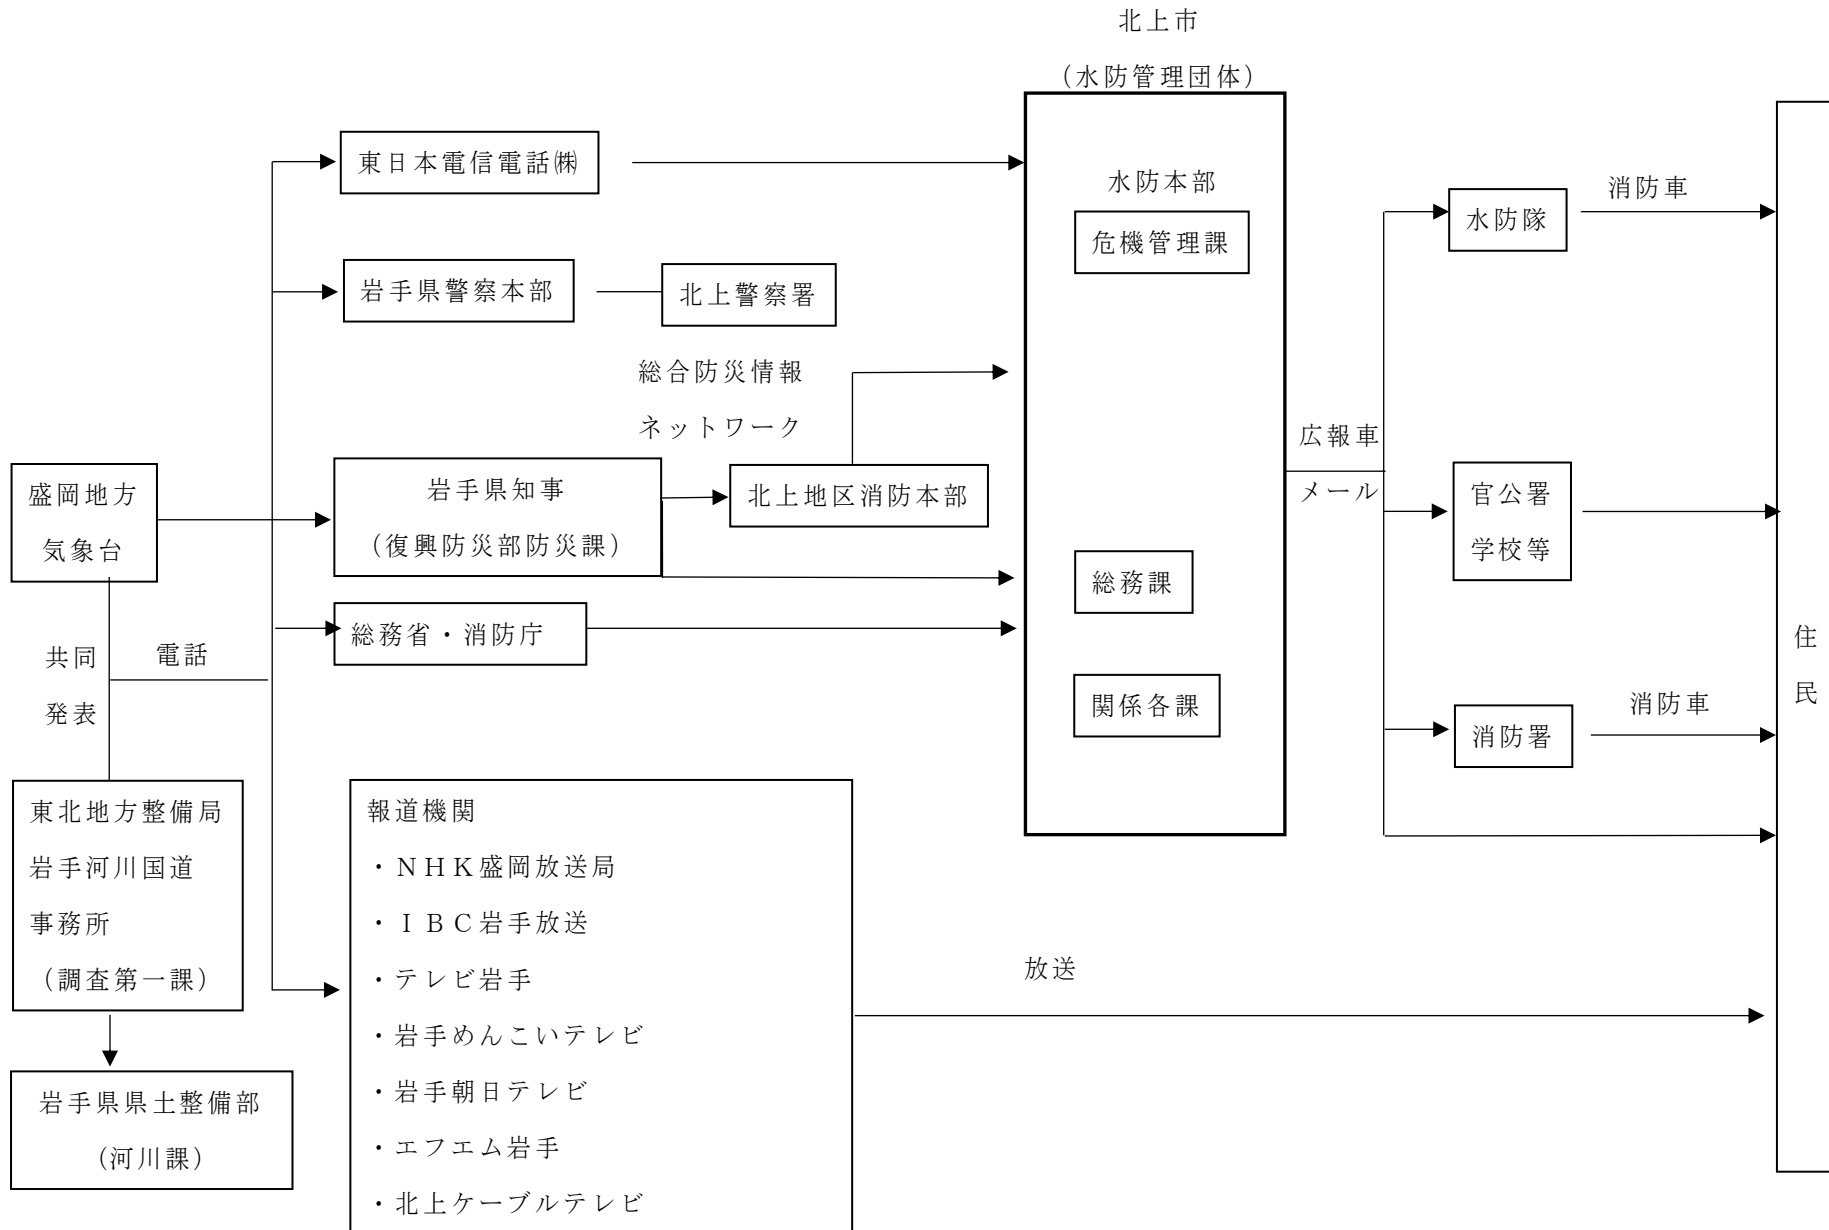 北上市
（水防管理団体）
東日本電信電話㈱
水防本部
危機管理課
消防車
水防隊
岩手県警察本部
北上警察署
総合防災情報
ネットワーク
広報車
メール
盛岡地方
気象台
岩手県知事
（復興防災部防災課）
北上地区消防本部
官公署
学校等
総務課
総務省・消防庁
共同
発表
電話
関係各課
消防車
消防署
住
民
東北地方整備局
岩手河川国道
事務所
（調査第一課）
報道機関
・ＮＨＫ盛岡放送局
・ＩＢＣ岩手放送
・テレビ岩手
・岩手めんこいテレビ
・岩手朝日テレビ
・エフエム岩手
・北上ケーブルテレビ
放送
岩手県県土整備部
（河川課）